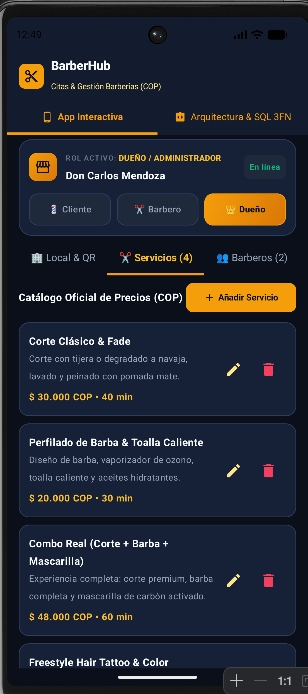 12:49
BarberHub
Citas & Gestión Barberías (COP)
App Interactiva
Arquitectura & SQL 3FN
ROL ACTIVO: DUEÑO / ADMINISTRADOR
Don Carlos Mendoza
En línea
💈 Cliente
✂️ Barbero
👑 Dueño
🏢 Local & QR
✂️ Servicios (4)
👥 Barberos (2)
Catálogo Oficial de Precios (COP)
+ Añadir Servicio
Corte Clásico & Fade
Corte con tijera o degradado a navaja,
lavado y peinado con pomada mate.
$ 30.000 COP • 40 min
Perfilado de Barba & Toalla Caliente
Diseño de barba, vaporizador de ozono,
toalla caliente y aceites hidratantes.
$ 20.000 COP • 30 min
Combo Real (Corte + Barba +
Mascarilla)
Experiencia completa: corte premium, barba
completa y mascarilla de carbón activado.
$ 48.000 COP • 60 min
Freestyle Hair Tattoo & Color
1:1